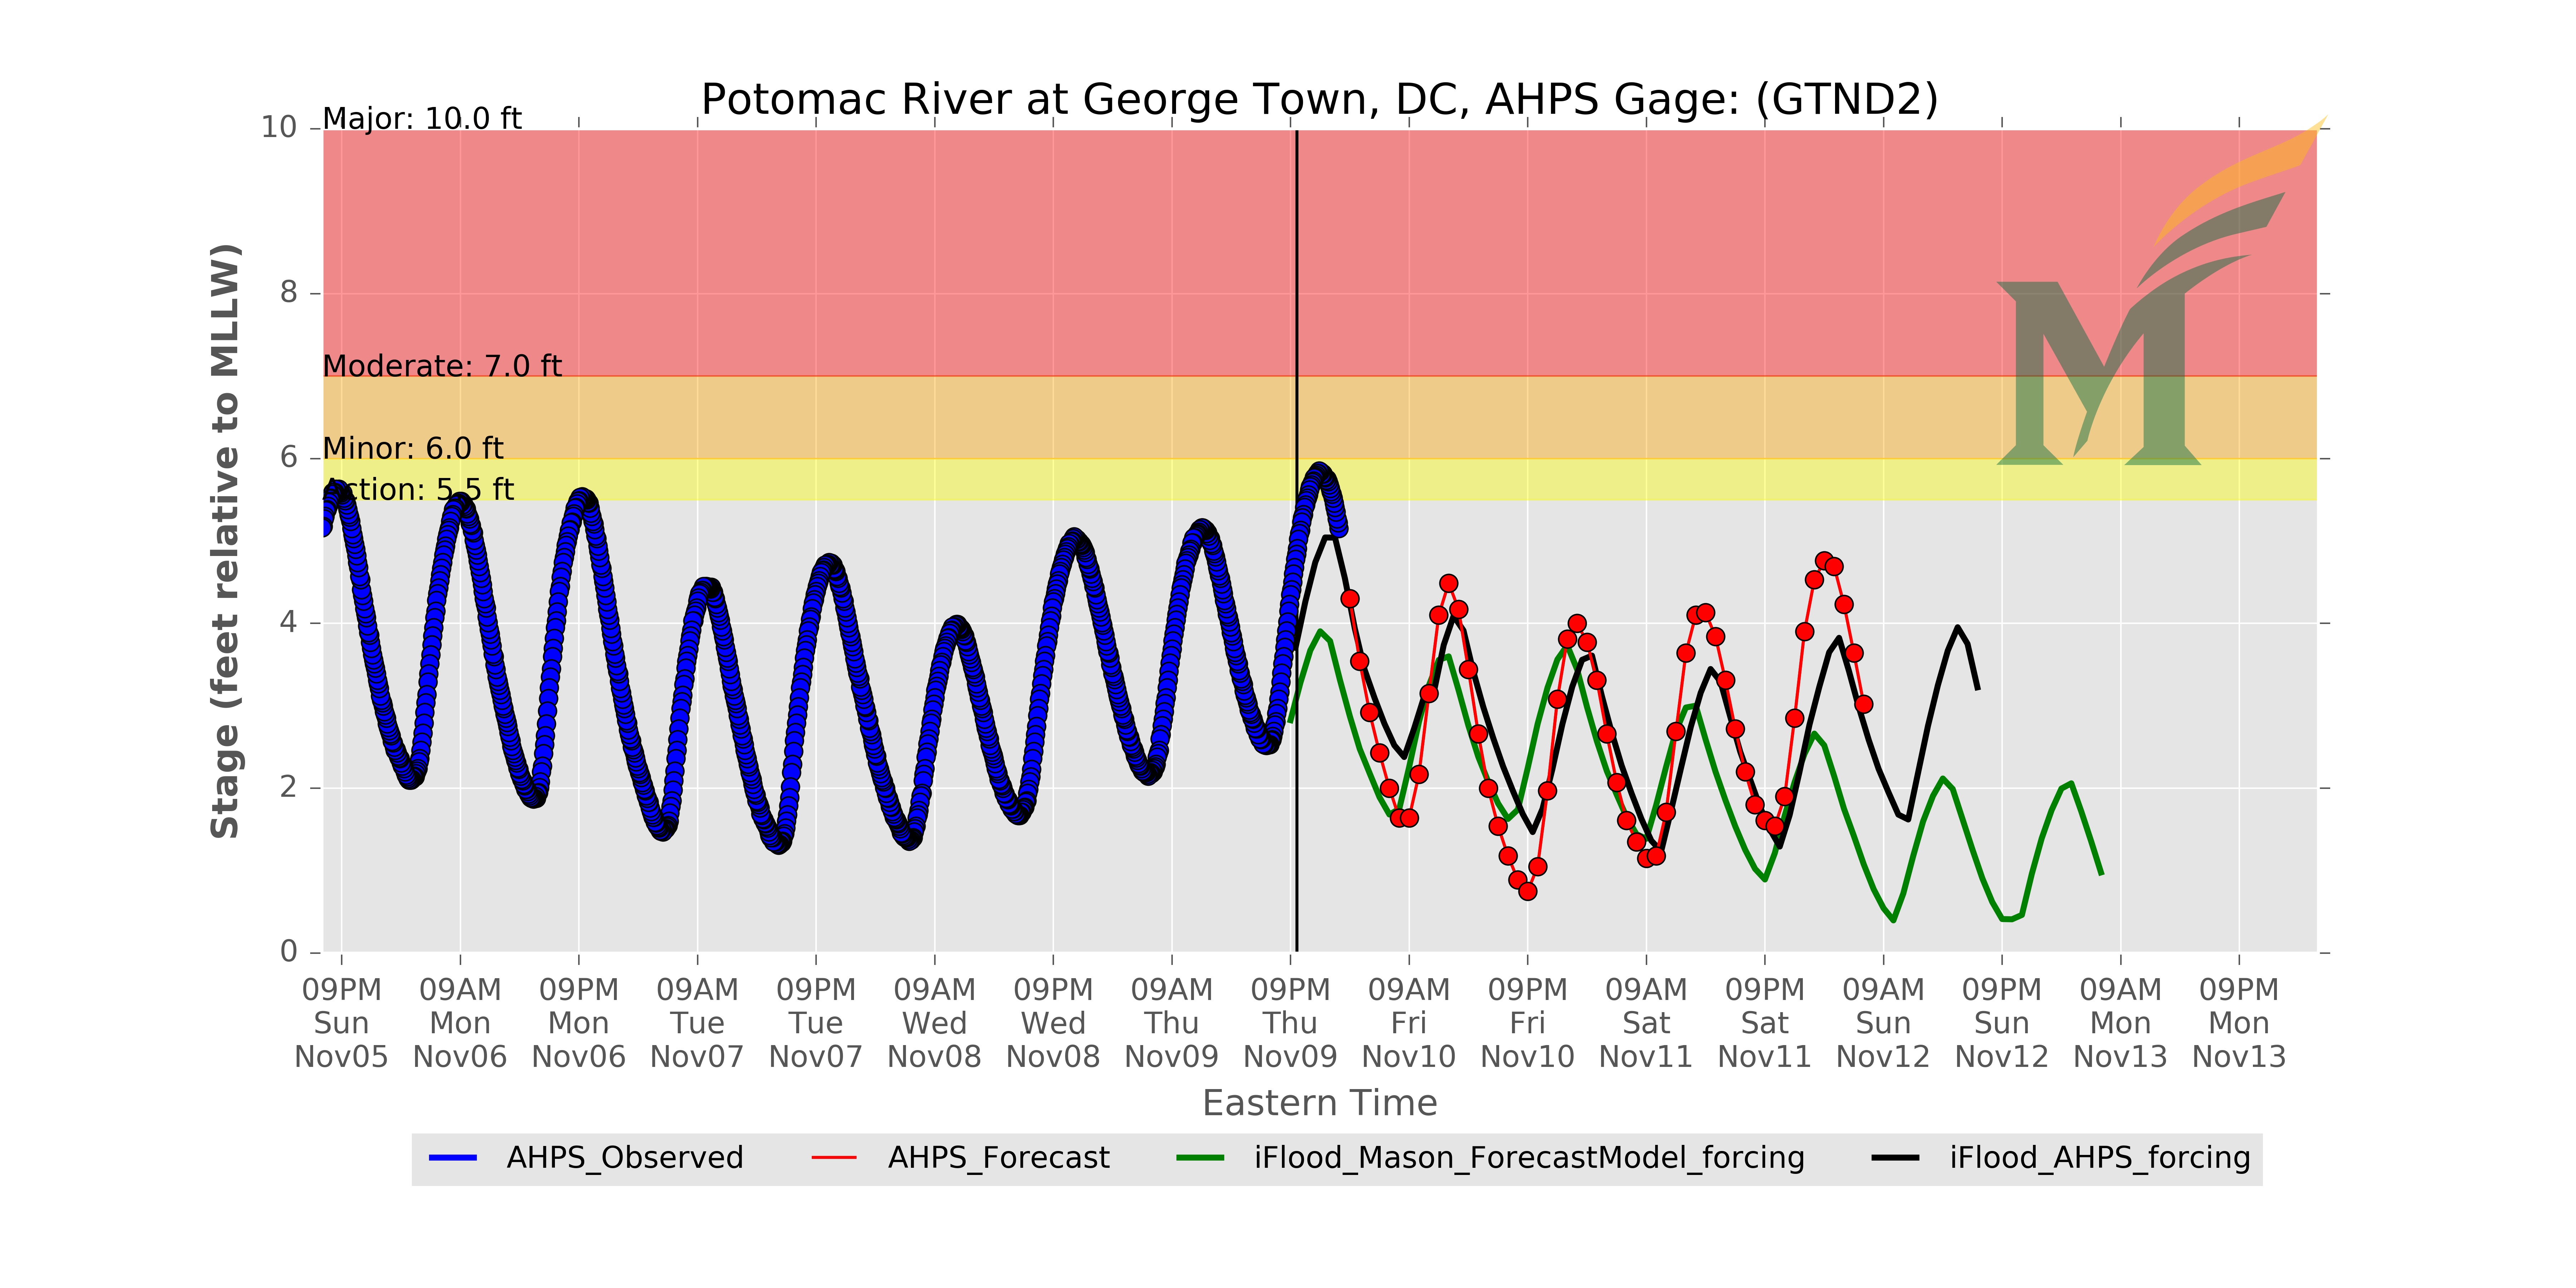 Potomac River at George Town, DC, AHPS Gage: (GTND2)
Major: 10.0 ft
Moderate: 7.0 ft
Minor: 6.0 ft
Action: 5.5 ft
Stage (feet relative to MLLW)
10
8
6
4
2
0
09PM 09AM 09PM 09AM 09PM 09AM 09PM 09AM 09PM 09AM 09PM 09AM 09PM 09AM 09PM 09AM 09PM
Sun Mon Mon Tue Tue Wed Wed Thu Thu Fri Fri Sat Sat Sun Sun Mon Mon
Nov05 Nov06 Nov06 Nov07 Nov07 Nov08 Nov08 Nov09 Nov09 Nov10 Nov10 Nov11 Nov11 Nov12 Nov12 Nov13 Nov13
Eastern Time
AHPS_Observed AHPS_Forecast iFlood_Mason_ForecastModel_forcing iFlood_AHPS_forcing
M